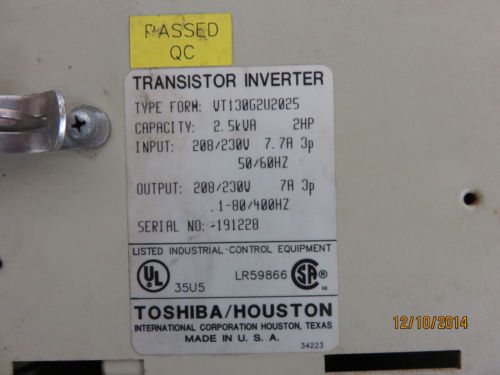 PASSED
QC
TRANSISTOR INVERTER
TYPE FORM: VT130G2U2025
CAPACITY: 2.5kVA 2HP
INPUT: 208/230V 7.7A 3p
50/60HZ
OUTPUT: 208/230V 7A 3p
.1-80/400HZ
SERIAL NO: -191228
LISTED INDUSTRIAL-CONTROL EQUIPMENT
UL ® 35U5 LR59866 SA ®
TOSHIBA/HOUSTON
INTERNATIONAL CORPORATION HOUSTON, TEXAS
MADE IN U. S. A.
34223
12/10/2014